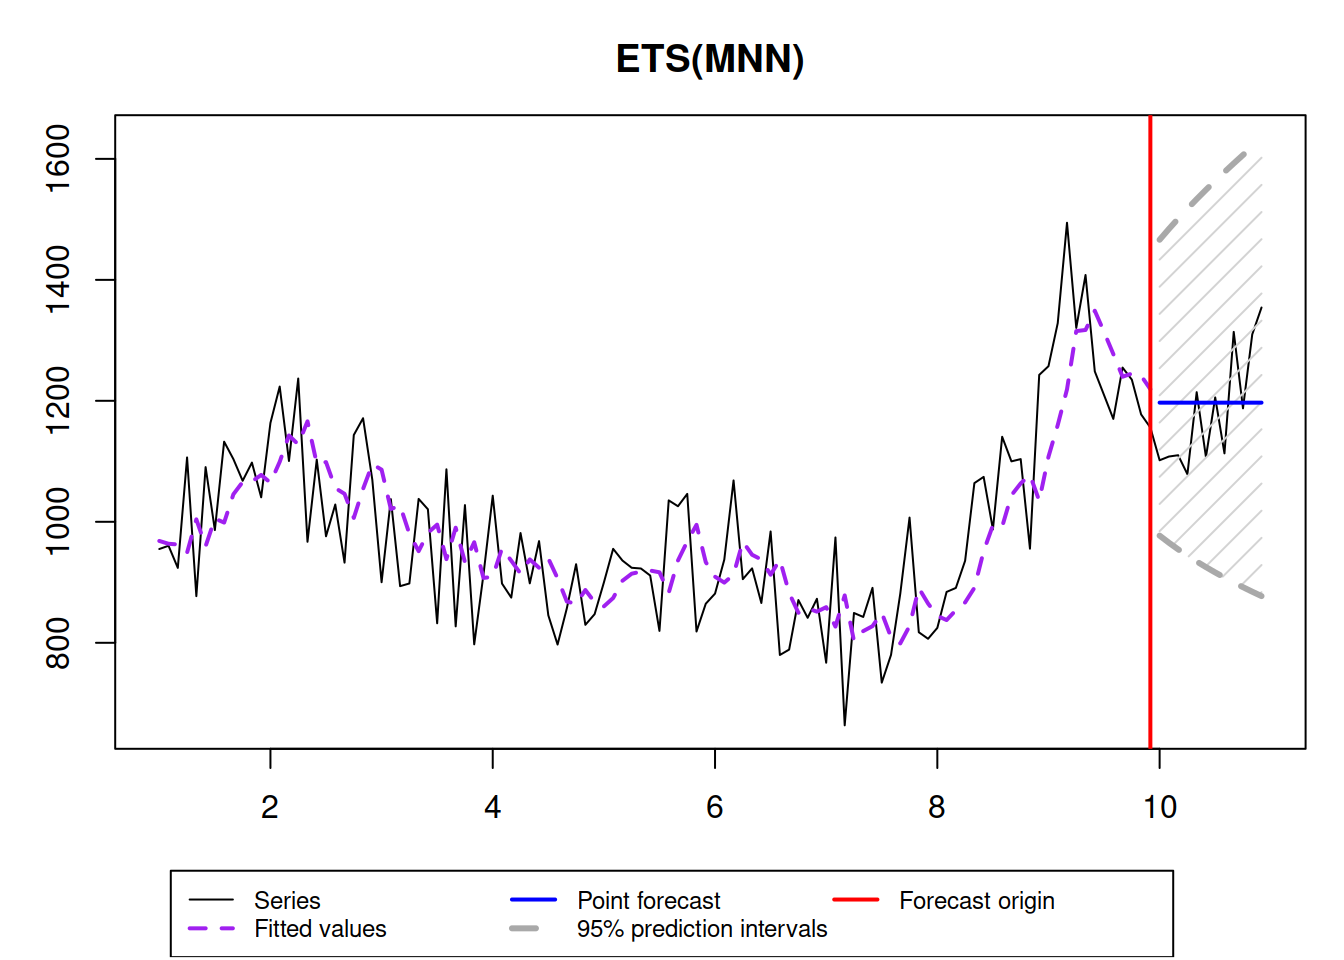 ETS(MNN)
1600
1400
1200
1000
800
2 4 6 8 10
Series Point forecast Forecast origin
Fitted values 95% prediction intervals